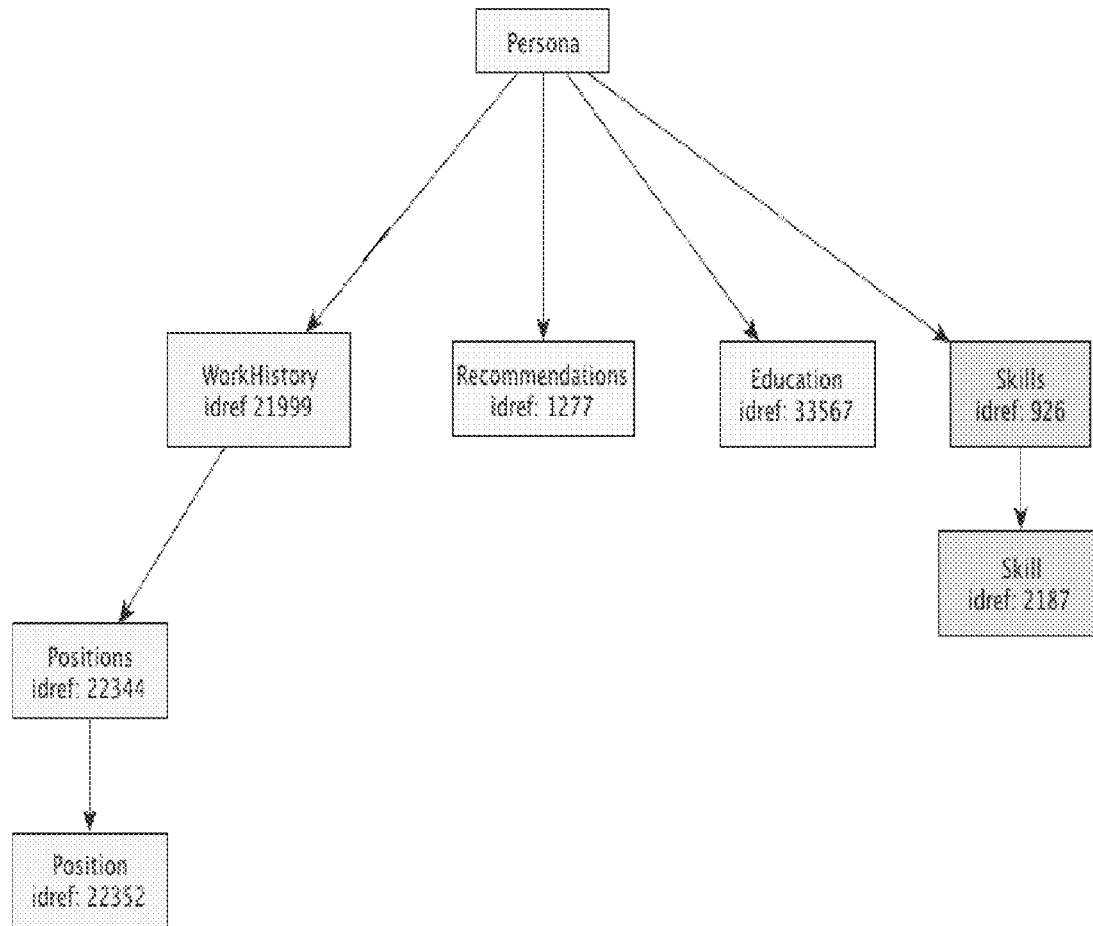 Persona
WorkHistory
idref 21999
Recommendations
idref: 1277
Education
idref: 33567
Skills
idref: 926
Skill
idref: 2187
Positions
idref: 22344
Position
idref: 22352